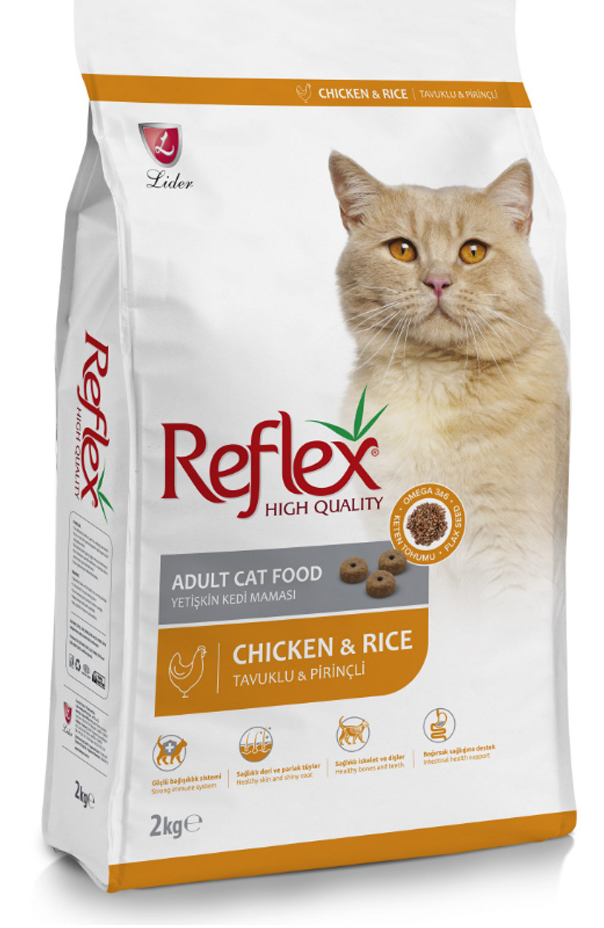 CHICKEN & RICE | TAVUKLU & PİRİNÇLİ
L
Lider
Reflex®
HIGH QUALITY
OMEGA 3&6 • FLAX SEED • KETEN TOHUMU
ADULT CAT FOOD
YETİŞKİN KEDİ MAMASI
CHICKEN & RICE
TAVUKLU & PİRİNÇLİ
Güçlü bağışıklık sistemi
Strong immune system
Sağlıklı deri ve parlak tüyler
Healthy skin and shiny coat
Sağlıklı iskelet ve dişler
Healthy bones and teeth
Bağırsak sağlığına destek
Intestinal health support
2kg℮
Reflex
HIGH QUALITY
Lider
2kg℮